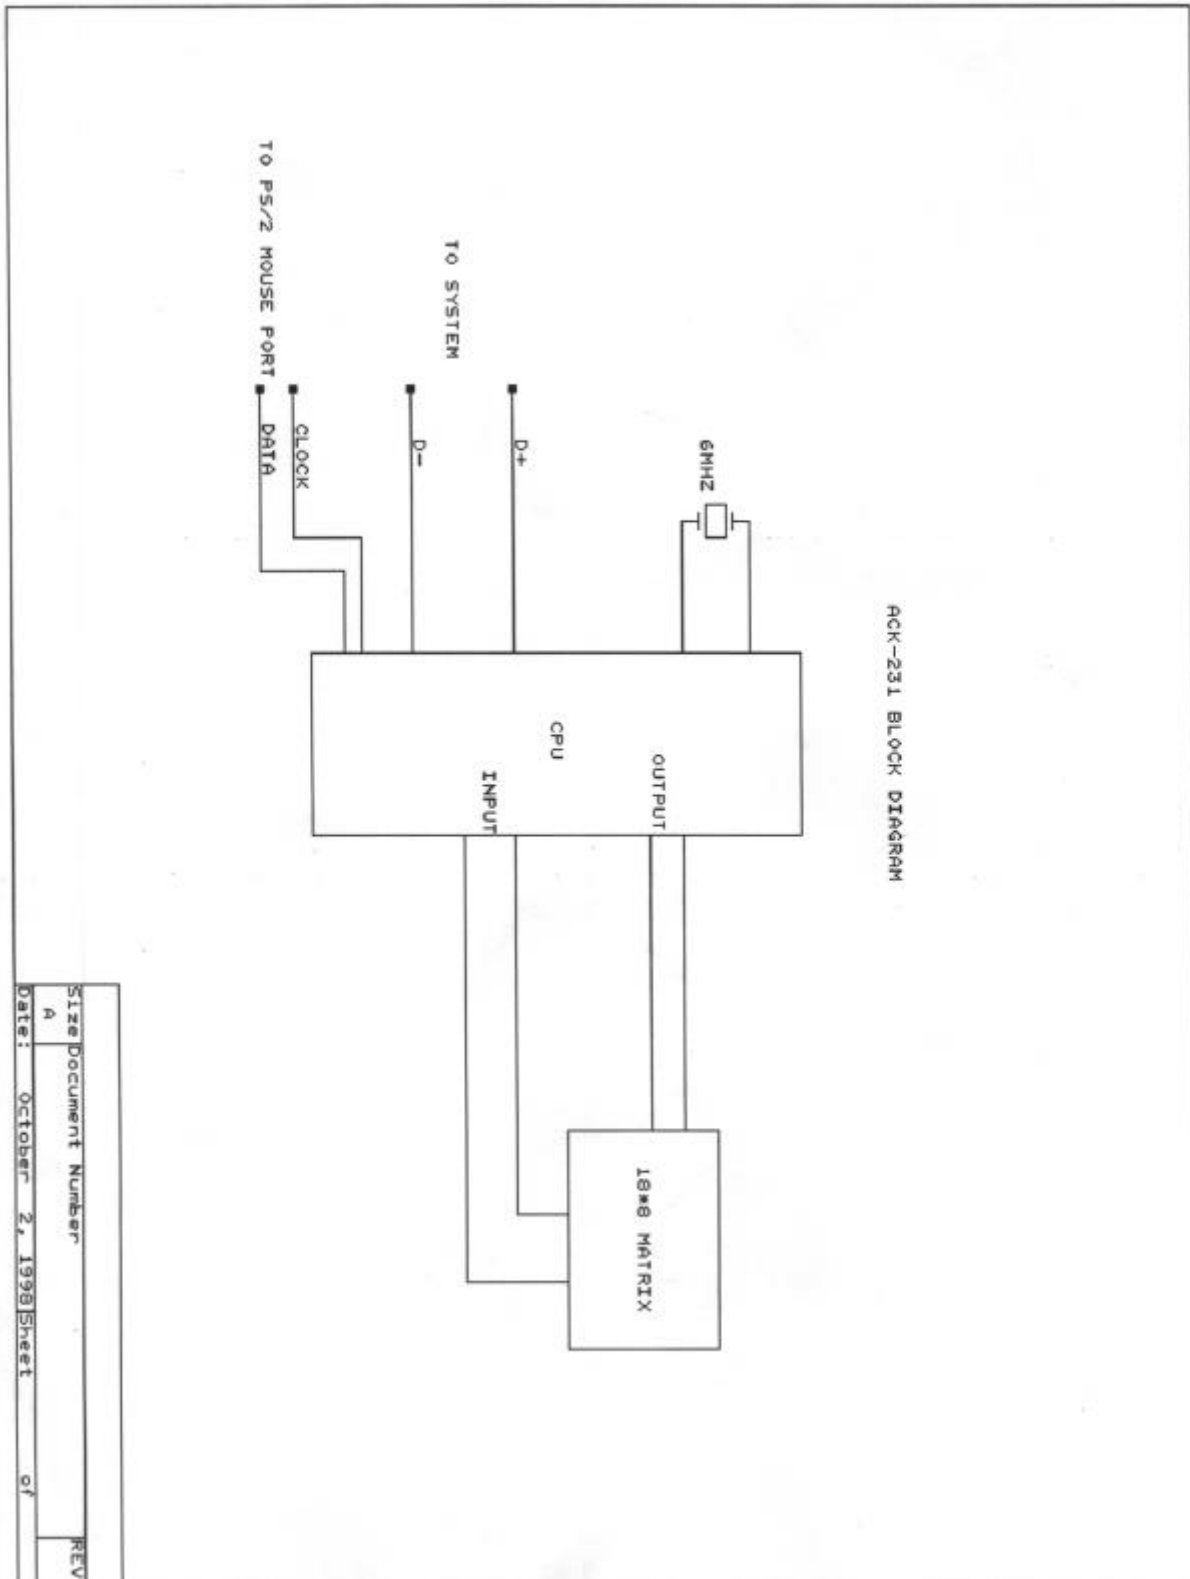 ACK-231 BLOCK DIAGRAM
6MHZ
D+
TO SYSTEM
D-
CLOCK
TO PS/2 MOUSE PORT
DATA
CPU
OUTPUT
INPUT
18*8 MATRIX
Size Document Number REV
A
Date: October 2, 1998 Sheet of